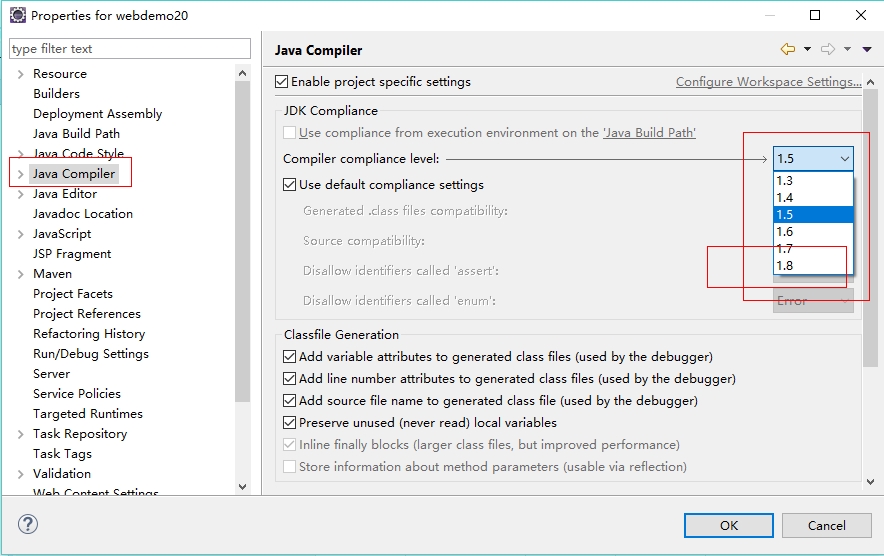 Properties for webdemo20
type filter text
Resource
Builders
Deployment Assembly
Java Build Path
Java Code Style
Java Compiler
Java Editor
Javadoc Location
JavaScript
JSP Fragment
Maven
Project Facets
Project References
Refactoring History
Run/Debug Settings
Server
Service Policies
Targeted Runtimes
Task Repository
Task Tags
Validation
Web Content Settings
Java Compiler
Enable project specific settings
Configure Workspace Settings...
JDK Compliance
Use compliance from execution environment on the 'Java Build Path'
Compiler compliance level:
1.5
1.3
1.4
1.5
1.6
1.7
1.8
Use default compliance settings
Generated .class files compatibility:
Source compatibility:
Disallow identifiers called 'assert':
Disallow identifiers called 'enum':
Error
Classfile Generation
Add variable attributes to generated class files (used by the debugger)
Add line number attributes to generated class files (used by the debugger)
Add source file name to generated class file (used by the debugger)
Preserve unused (never read) local variables
Inline finally blocks (larger class files, but improved performance)
Store information about method parameters (usable via reflection)
?
OK
Cancel